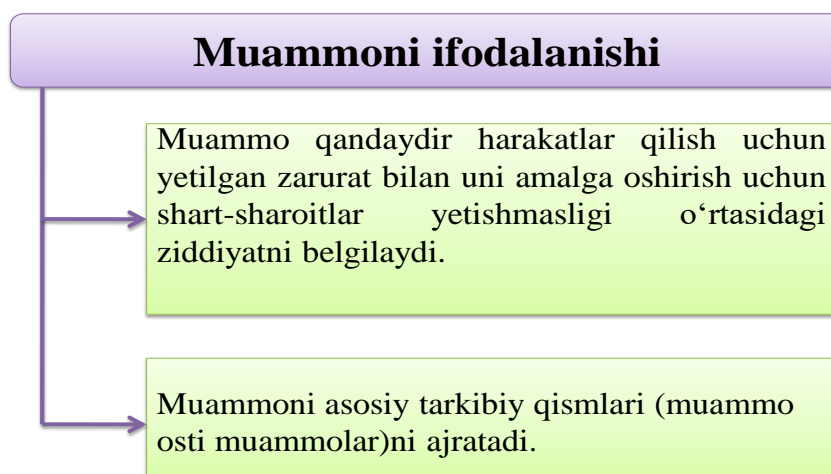 Muammoni ifodalanishi
Muammo qandaydir harakatlar qilish uchun
yetilgan zarurat bilan uni amalga oshirish uchun
shart-sharoitlar yetishmasligi o‘rtasidagi
ziddiyatni belgilaydi.
Muammoni asosiy tarkibiy qismlari (muammo
osti muammolar)ni ajratadi.